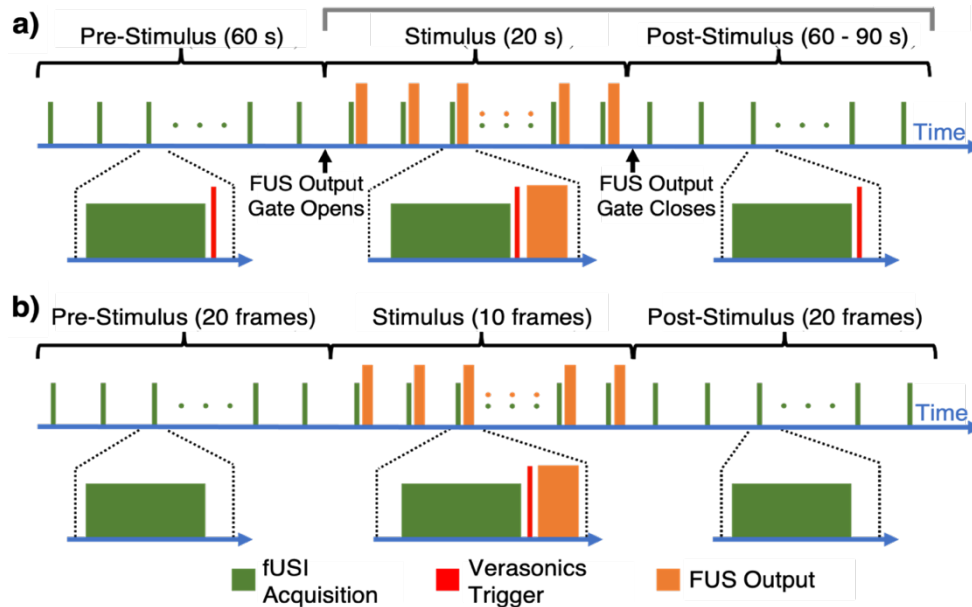 a)
Pre-Stimulus (60 s)
Stimulus (20 s)
Post-Stimulus (60 - 90 s)
Time
FUS Output
Gate Opens
FUS Output
Gate Closes
b)
Pre-Stimulus (20 frames)
Stimulus (10 frames)
Post-Stimulus (20 frames)
Time
fUSI
Acquisition
Verasonics
Trigger
FUS Output